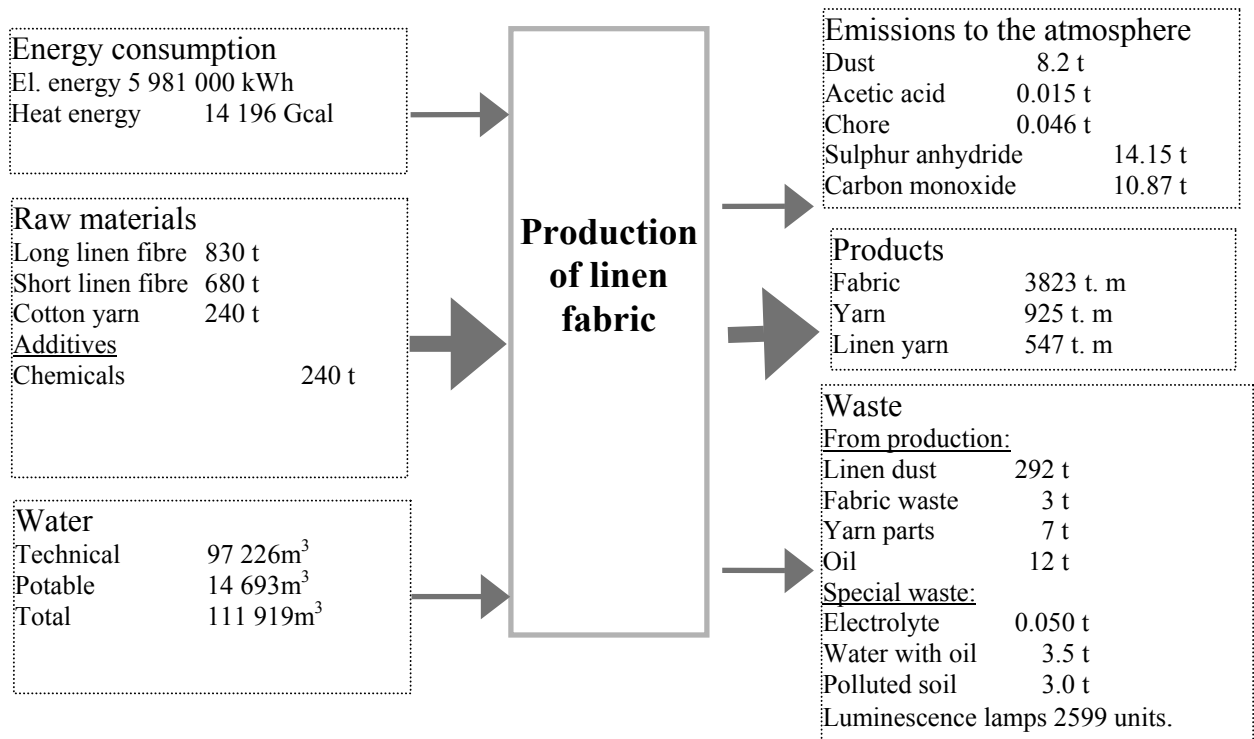 Energy consumption
El. energy 5 981 000 kWh
Heat energy 14 196 Gcal
Raw materials
Long linen fibre 830 t
Short linen fibre 680 t
Cotton yarn 240 t
Additives
Chemicals 240 t
Water
Technical 97 226m³
Potable 14 693m³
Total 111 919m³
Production
of linen
fabric
Emissions to the atmosphere
Dust 8.2 t
Acetic acid 0.015 t
Chore 0.046 t
Sulphur anhydride 14.15 t
Carbon monoxide 10.87 t
Products
Fabric 3823 t. m
Yarn 925 t. m
Linen yarn 547 t. m
Waste
From production:
Linen dust 292 t
Fabric waste 3 t
Yarn parts 7 t
Oil 12 t
Special waste:
Electrolyte 0.050 t
Water with oil 3.5 t
Polluted soil 3.0 t
Luminescence lamps 2599 units.